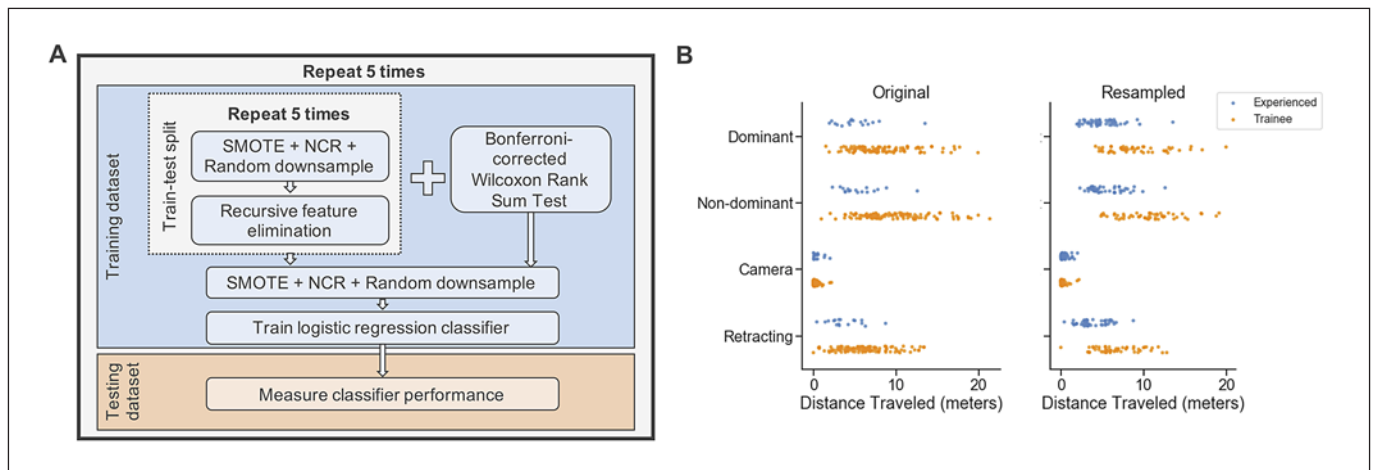 A
Repeat 5 times
Training dataset
Train-test split
Repeat 5 times
SMOTE + NCR +
Random downsample
Recursive feature
elimination
Bonferroni-
corrected
Wilcoxon Rank
Sum Test
SMOTE + NCR + Random downsample
Train logistic regression classifier
Testing
dataset
Measure classifier performance
B
Original
Resampled
Experienced
Trainee
Dominant
Non-dominant
Camera
Retracting
0 10 20
0 10 20
Distance Traveled (meters)
Distance Traveled (meters)